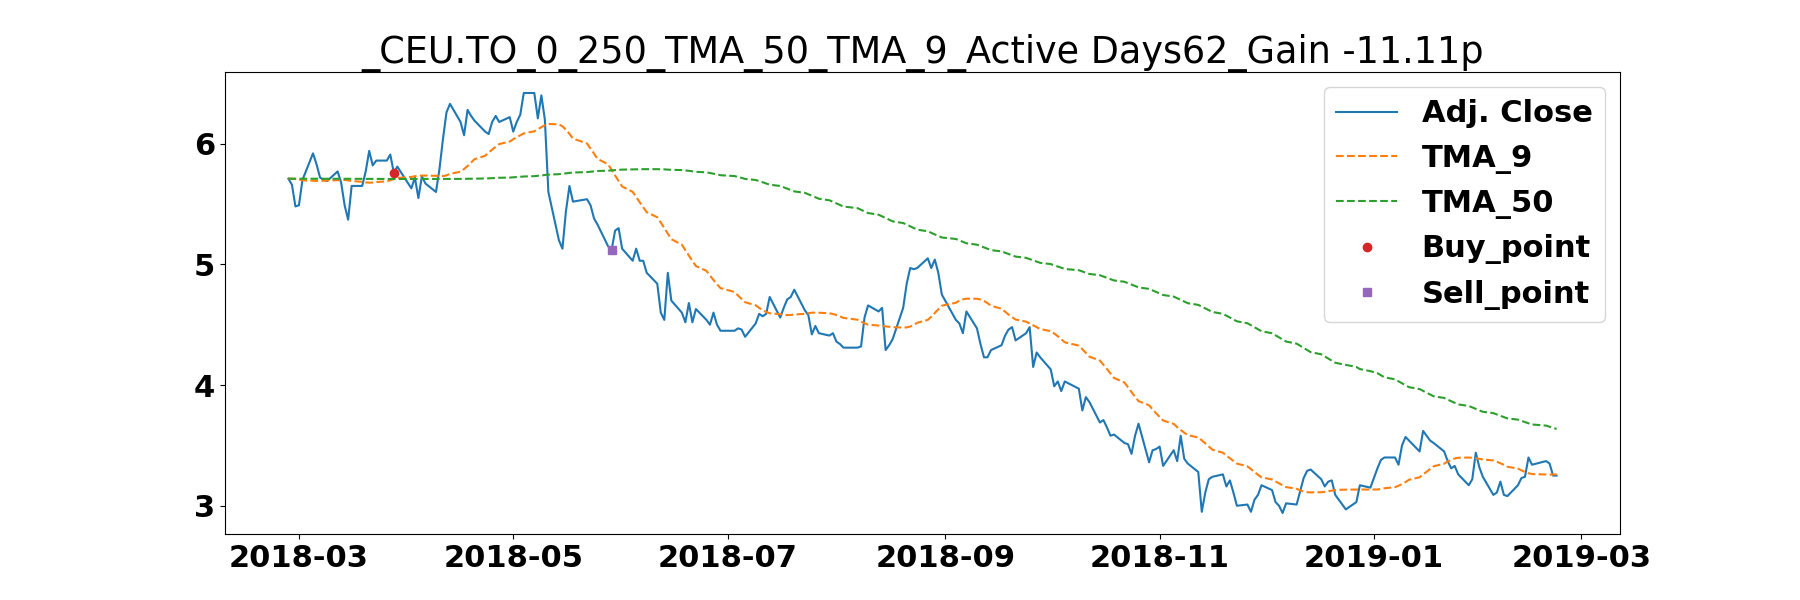 _CEU.TO_0_250_TMA_50_TMA_9_Active Days62_Gain -11.11p
Adj. Close
TMA_9
TMA_50
Buy_point
Sell_point
6
5
4
3
2018-03 2018-05 2018-07 2018-09 2018-11 2019-01 2019-03